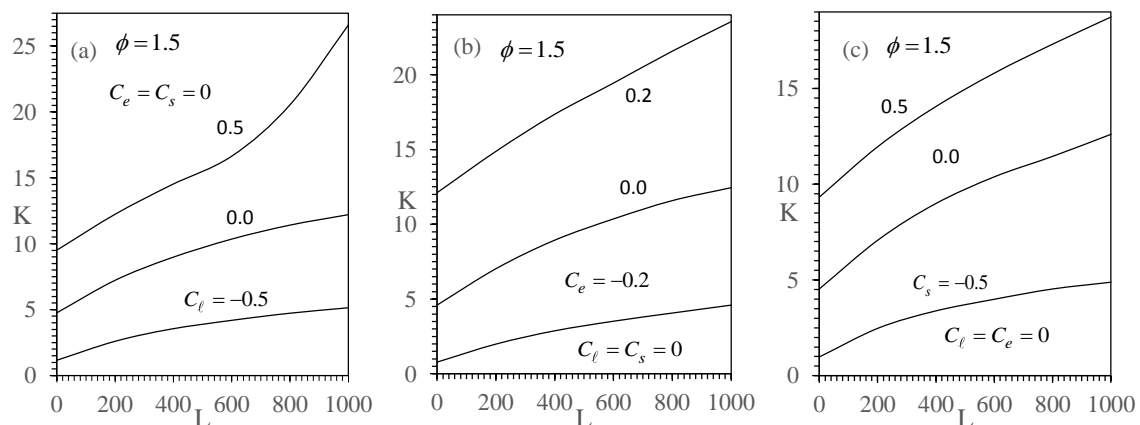 (a)
ϕ = 1.5
C_e = C_s = 0
0.5
0.0
C_ℓ = −0.5
K
25
20
15
10
5
0
0 200 400 600 800 1000
L
(b)
ϕ = 1.5
0.2
0.0
C_e = −0.2
C_ℓ = C_s = 0
K
20
15
10
5
0
0 200 400 600 800 1000
L
(c)
ϕ = 1.5
0.5
0.0
C_s = −0.5
C_ℓ = C_e = 0
K
15
10
5
0
0 200 400 600 800 1000
L